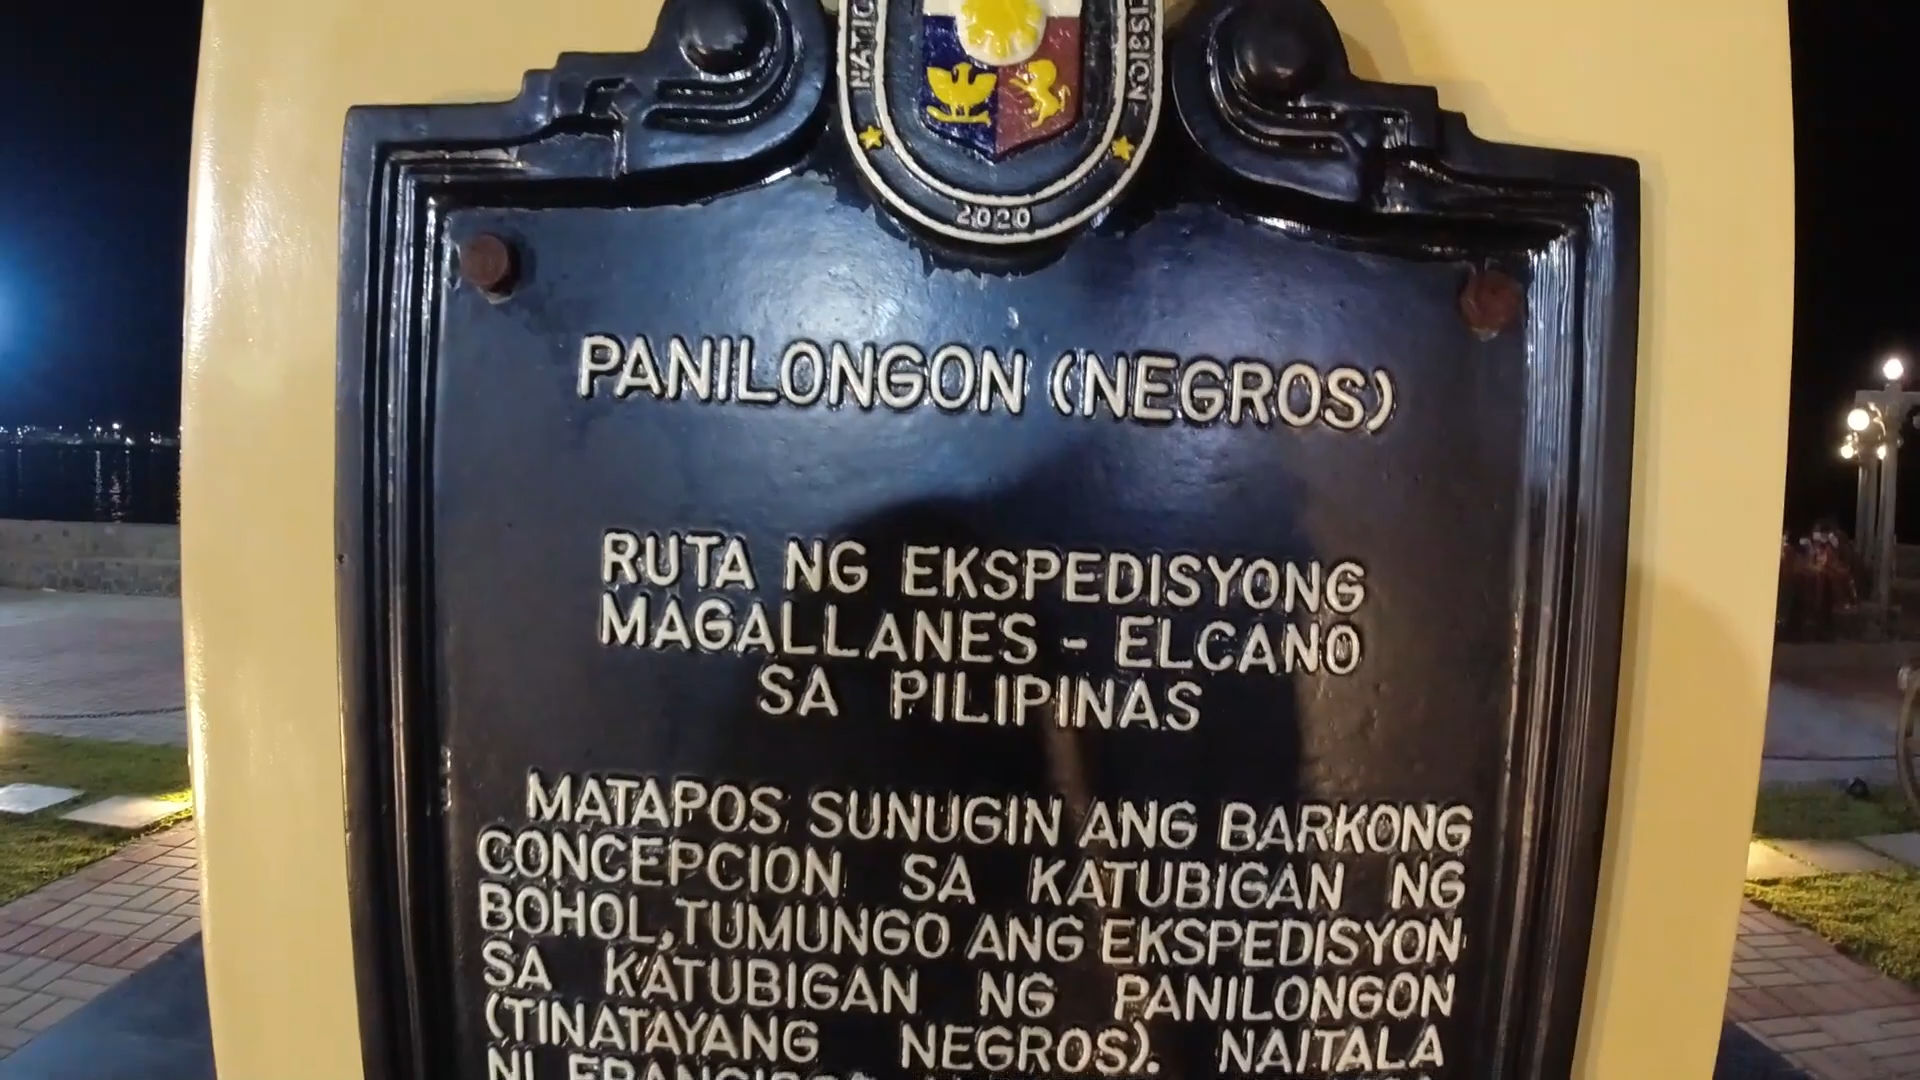 2020
PANILONGON (NEGROS)
RUTA NG EKSPEDISYONG
MAGALLANES - ELCANO
SA PILIPINAS
MATAPOS SUNUGIN ANG BARKONG
CONCEPCION SA KATUBIGAN NG
BOHOL, TUMUNGO ANG EKSPEDISYON
SA KATUBIGAN NG PANILONGON
(TINATAYANG NEGROS). NAITALA
NI